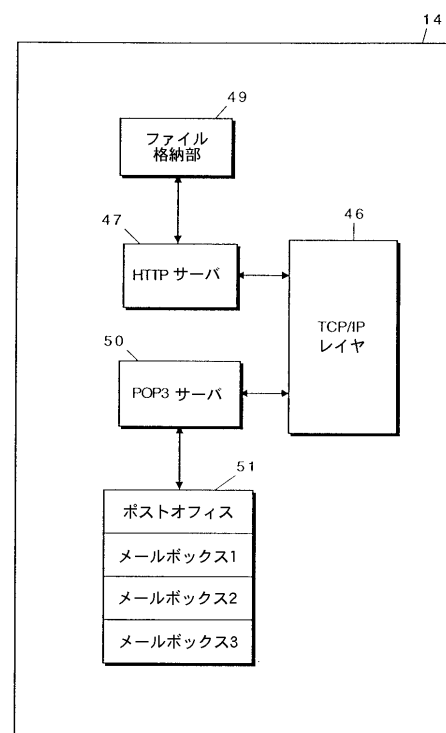 14
49
ファイル
格納部
47
HTTP サーバ
46
TCP/IP
レイヤ
50
POP3 サーバ
51
ポストオフィス
メールボックス1
メールボックス2
メールボックス3